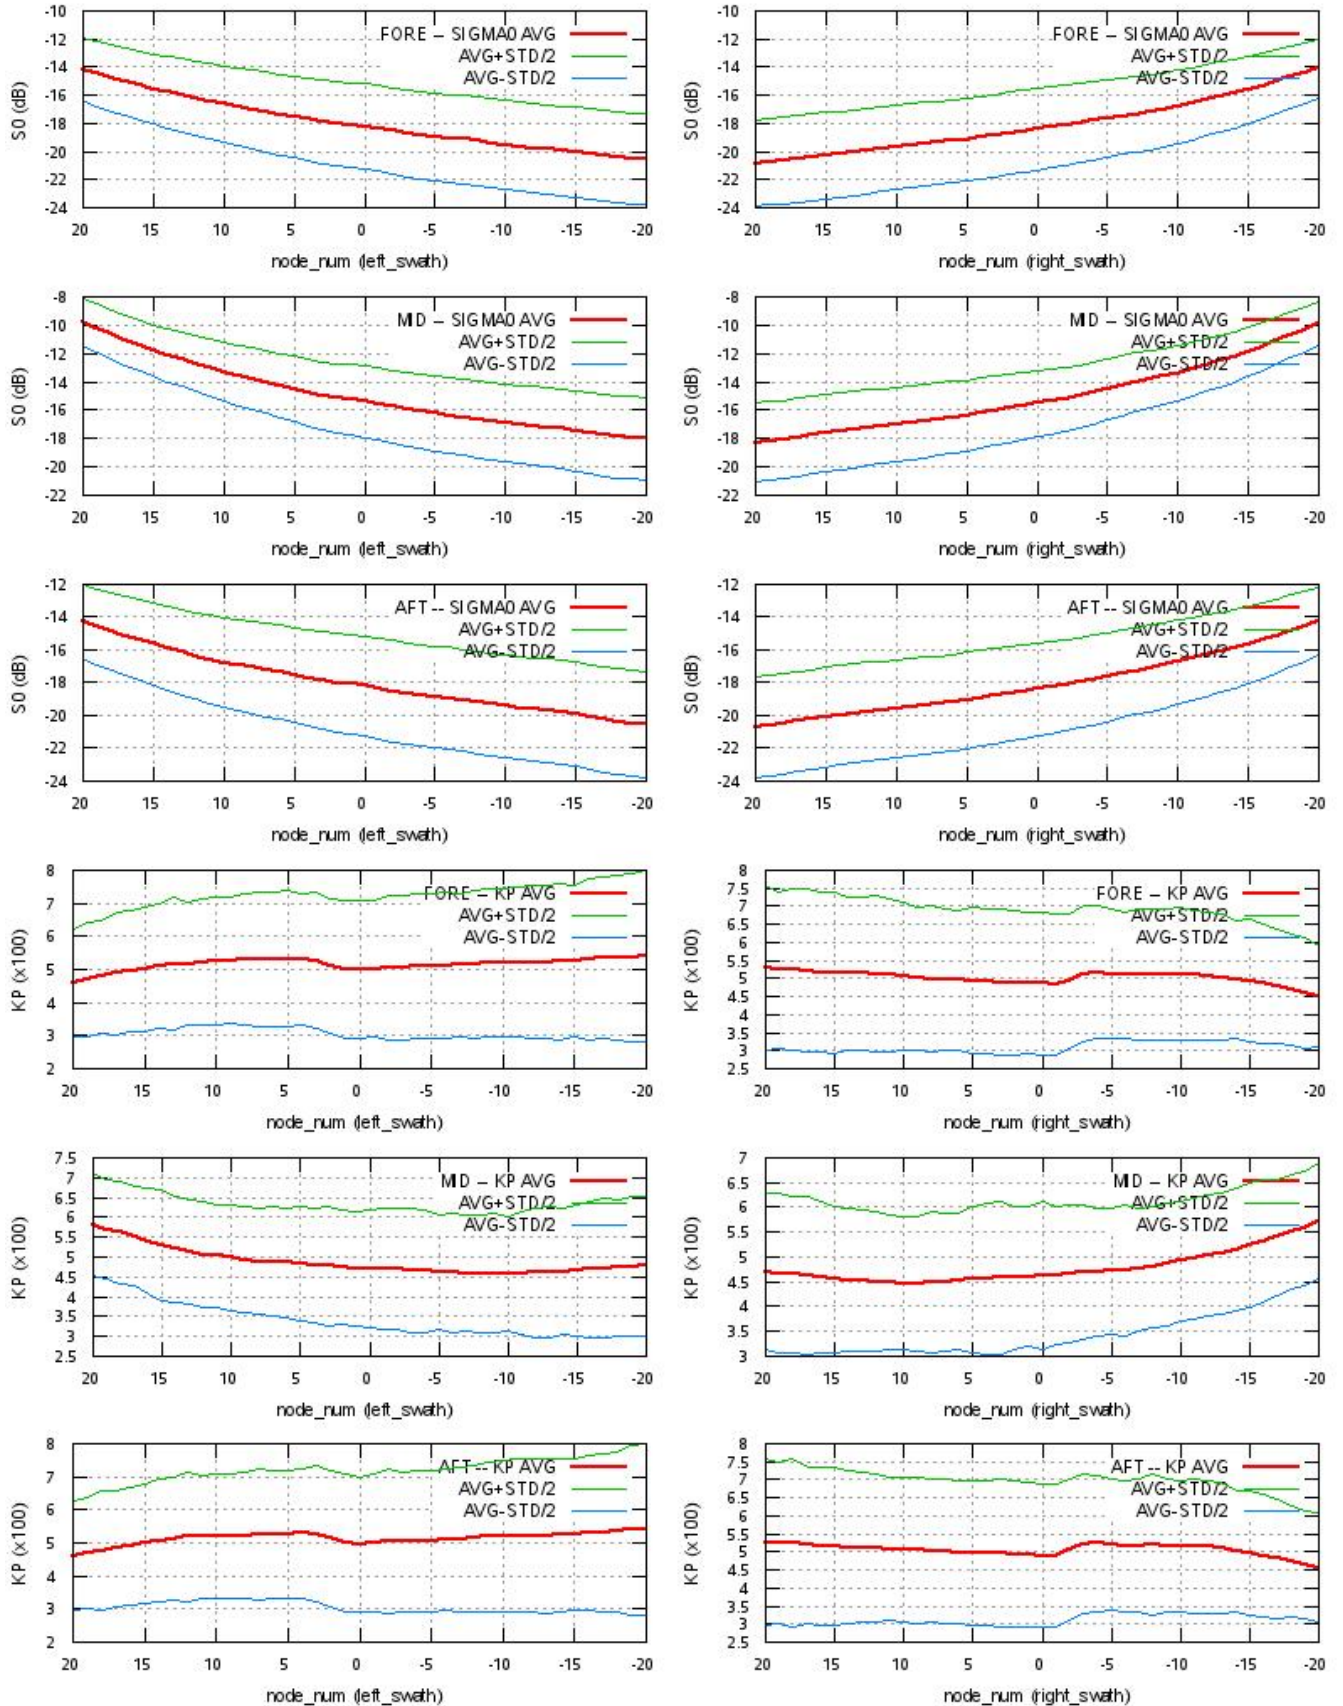 -10
-12
-14
-16
-18
-20
-22
-24
S0 (dB)
FORE -- SIGMA0 AVG
AVG+STD/2
AVG-STD/2
20 15 10 5 0 -5 -10 -15 -20
node_num (left_swath)
-10
-12
-14
-16
-18
-20
-22
-24
S0 (dB)
FORE -- SIGMA0 AVG
AVG+STD/2
AVG-STD/2
20 15 10 5 0 -5 -10 -15 -20
node_num (right_swath)
-8
-10
-12
-14
-16
-18
-20
-22
S0 (dB)
MID -- SIGMA0 AVG
AVG+STD/2
AVG-STD/2
20 15 10 5 0 -5 -10 -15 -20
node_num (left_swath)
-8
-10
-12
-14
-16
-18
-20
-22
S0 (dB)
MID -- SIGMA0 AVG
AVG+STD/2
AVG-STD/2
20 15 10 5 0 -5 -10 -15 -20
node_num (right_swath)
-12
-14
-16
-18
-20
-22
-24
S0 (dB)
AFT -- SIGMA0 AVG
AVG+STD/2
AVG-STD/2
20 15 10 5 0 -5 -10 -15 -20
node_num (left_swath)
-12
-14
-16
-18
-20
-22
-24
S0 (dB)
AFT -- SIGMA0 AVG
AVG+STD/2
AVG-STD/2
20 15 10 5 0 -5 -10 -15 -20
node_num (right_swath)
8
7
6
5
4
3
2
KP (x100)
FORE -- KP AVG
AVG+STD/2
AVG-STD/2
20 15 10 5 0 -5 -10 -15 -20
node_num (left_swath)
8
7.5
7
6.5
6
5.5
5
4.5
4
3.5
3
2.5
KP (x100)
FORE -- KP AVG
AVG+STD/2
AVG-STD/2
20 15 10 5 0 -5 -10 -15 -20
node_num (right_swath)
7.5
7
6.5
6
5.5
5
4.5
4
3.5
3
2.5
KP (x100)
MID -- KP AVG
AVG+STD/2
AVG-STD/2
20 15 10 5 0 -5 -10 -15 -20
node_num (left_swath)
7
6.5
6
5.5
5
4.5
4
3.5
3
KP (x100)
MID -- KP AVG
AVG+STD/2
AVG-STD/2
20 15 10 5 0 -5 -10 -15 -20
node_num (right_swath)
8
7
6
5
4
3
2
KP (x100)
AFT -- KP AVG
AVG+STD/2
AVG-STD/2
20 15 10 5 0 -5 -10 -15 -20
node_num (left_swath)
8
7.5
7
6.5
6
5.5
5
4.5
4
3.5
3
2.5
KP (x100)
AFT -- KP AVG
AVG+STD/2
AVG-STD/2
20 15 10 5 0 -5 -10 -15 -20
node_num (right_swath)